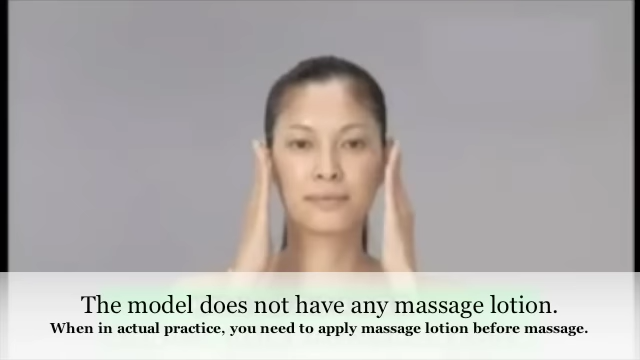 The model does not have any massage lotion.
When in actual practice, you need to apply massage lotion before massage.